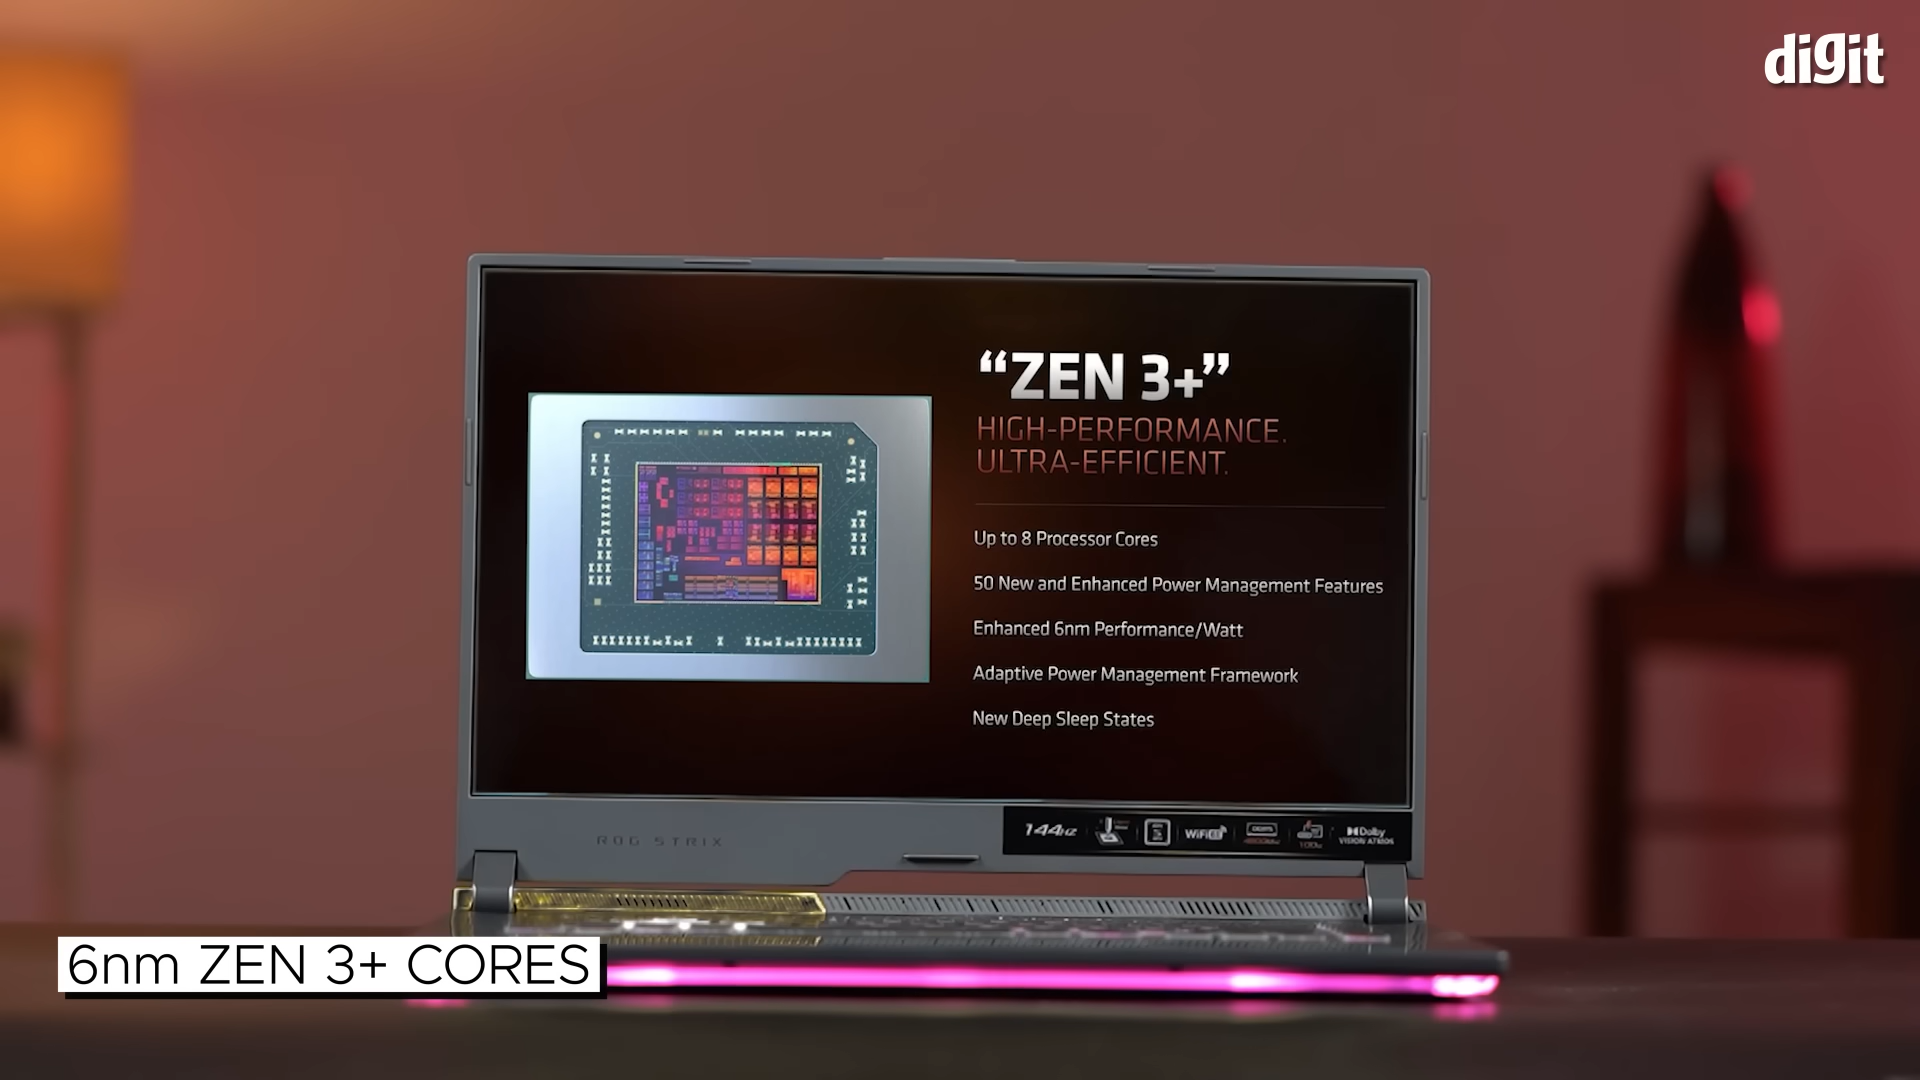 digit
“ZEN 3+”
HIGH-PERFORMANCE.
ULTRA-EFFICIENT.
Up to 8 Processor Cores
50 New and Enhanced Power Management Features
Enhanced 6nm Performance/Watt
Adaptive Power Management Framework
New Deep Sleep States
ROG STRIX
144Hz
WiFi
Dolby
VISION ATMOS
6nm ZEN 3+ CORES